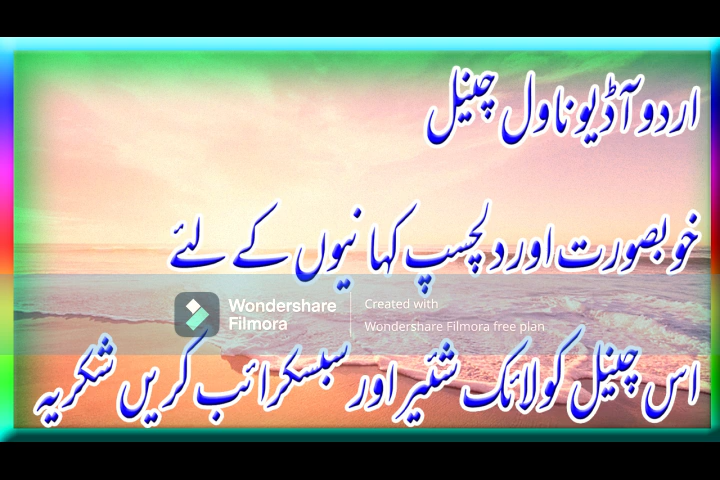 اردو آڈیو ناول چینل
خوبصورت اور دلچسپ کہانیوں کے لئے
Wondershare
Filmora
Created with
Wondershare Filmora free plan
اس چینل کو لائک شئیر اور سبسکرائب کریں شکریہ